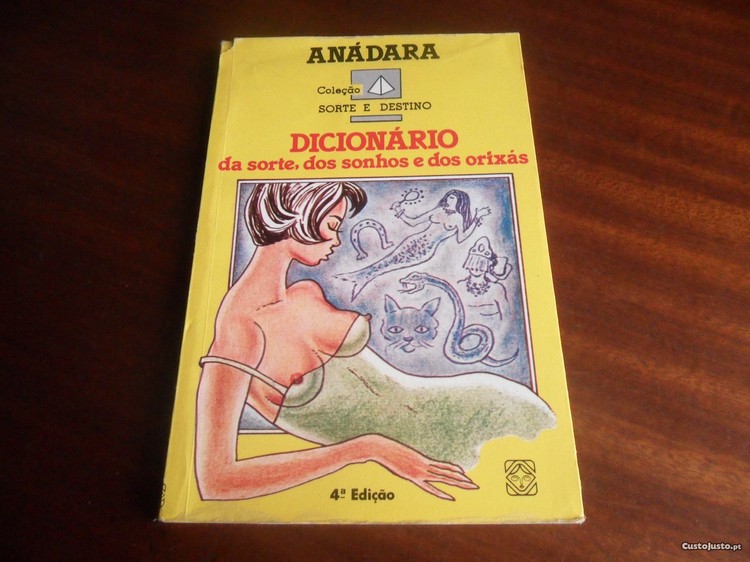 ANÁDARA
Coleção
SORTE E DESTINO
DICIONÁRIO
da sorte, dos sonhos e dos orixás
4ª Edição
CustoJusto.pt